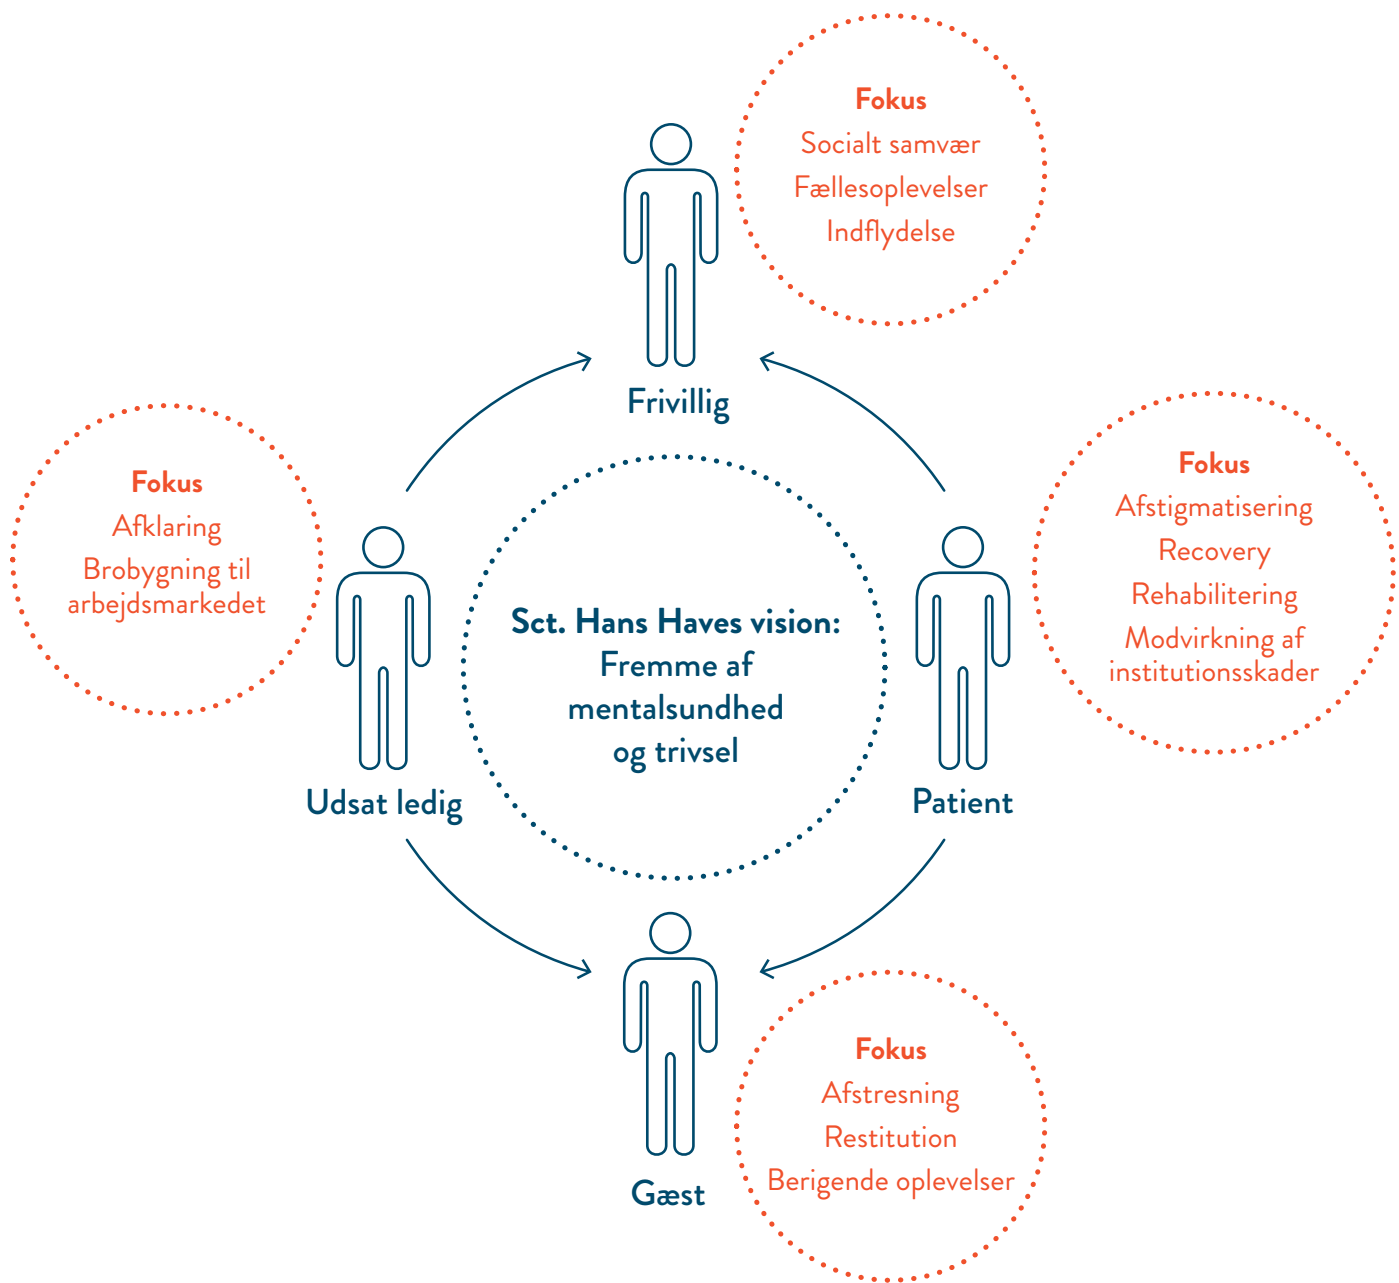 Fokus
Socialt samvær
Fællesoplevelser
Indflydelse
Frivillig
Fokus
Afklaring
Brobygning til
arbejdsmarkedet
Udsat ledig
Sct. Hans Haves vision:
Fremme af
mentalsundhed
og trivsel
Fokus
Afstigmatisering
Recovery
Rehabilitering
Modvirkning af
institutionsskader
Patient
Fokus
Afstresning
Restitution
Berigende oplevelser
Gæst